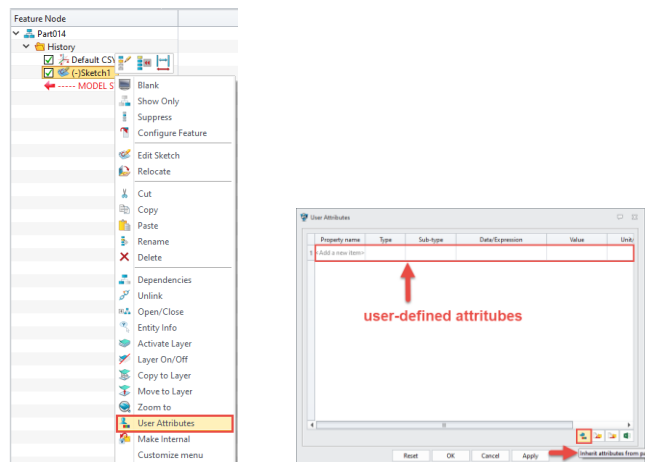 Feature Node
Part014
History
Default CS
(-)Sketch1
----- MODEL S
Blank
Show Only
Suppress
Configure Feature
Edit Sketch
Relocate
Cut
Copy
Paste
Rename
Delete
Dependencies
Unlink
Open/Close
Entity Info
Activate Layer
Layer On/Off
Copy to Layer
Move to Layer
Zoom to
User Attributes
Make Internal
Customize menu
User Attributes
Property name Type Sub-type Data/Expression Value Unit
<Add a new item>
user-defined attritubes
Reset OK Cancel Apply
Inherit attributes from pa